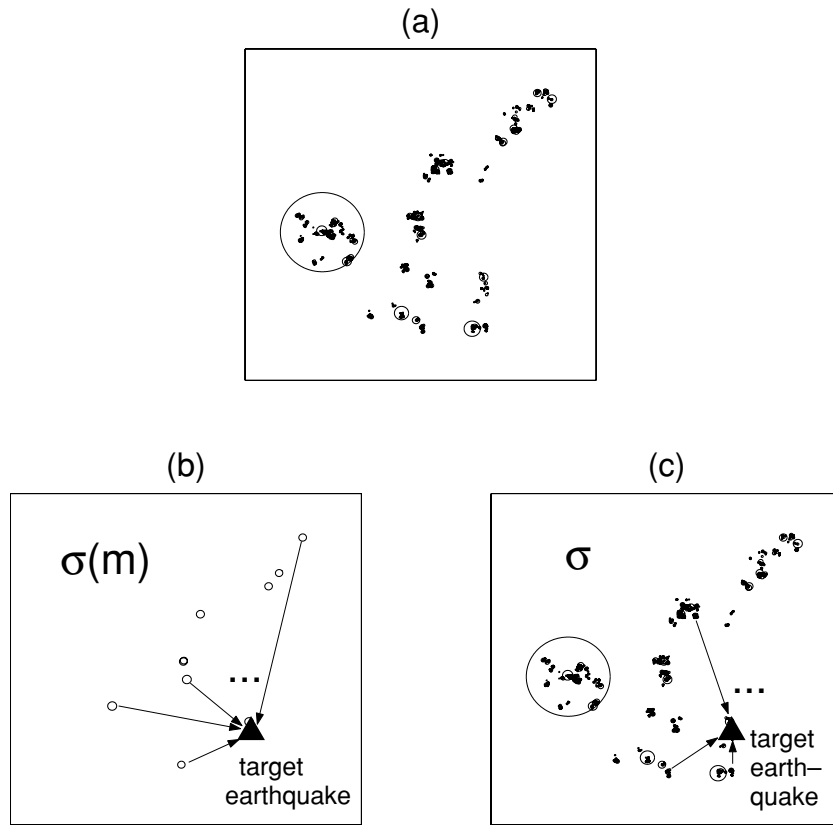 (a)
(b)
(c)
σ(m)
...
target
earthquake
σ
...
target
earth–
quake